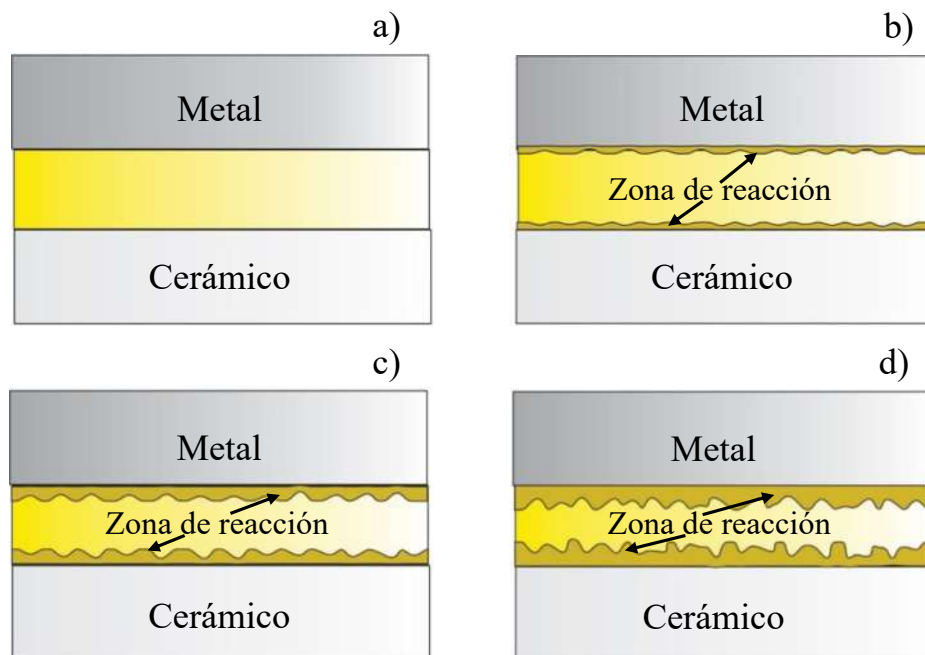 a)
Metal
Cerámico
b)
Metal
Zona de reacción
Cerámico
c)
Metal
Zona de reacción
Cerámico
d)
Metal
Zona de reacción
Cerámico